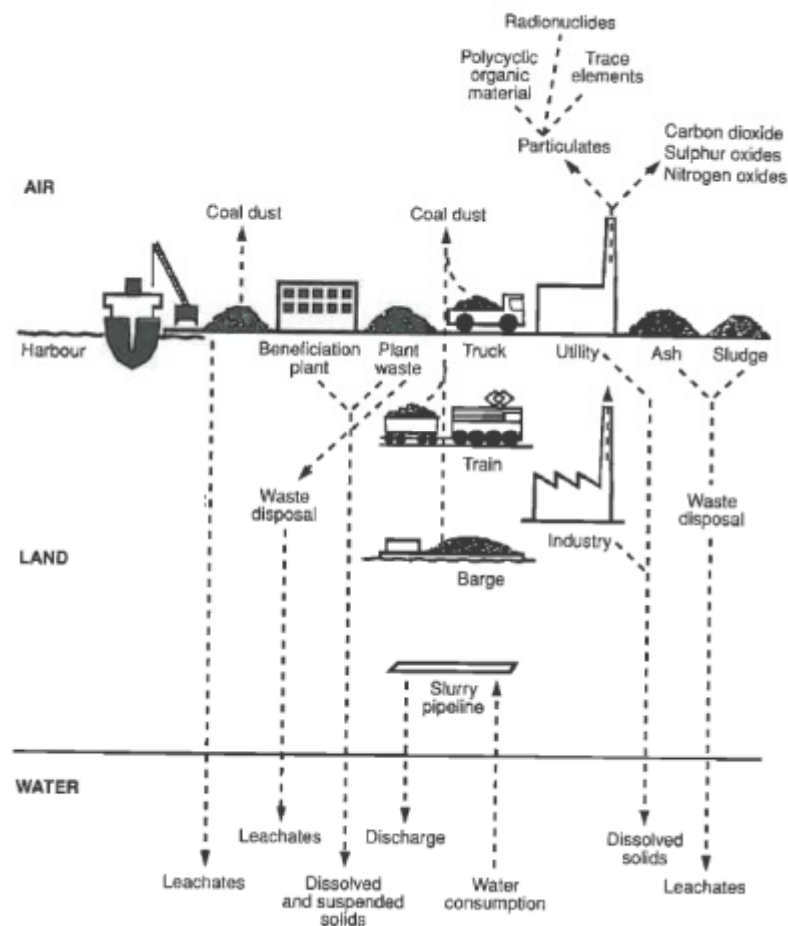 Radionuclides
Polycyclic
organic
material
Trace
elements
Particulates
Carbon dioxide
Sulphur oxides
Nitrogen oxides
AIR
Coal dust
Coal dust
Harbour
Beneficiation
plant
Plant
waste
Truck
Utility
Ash
Sludge
Train
Waste
disposal
Waste
disposal
Industry
LAND
Barge
Slurry
pipeline
WATER
Leachates
Discharge
Dissolved
solids
Leachates
Dissolved
and suspended
solids
Water
consumption
Leachates